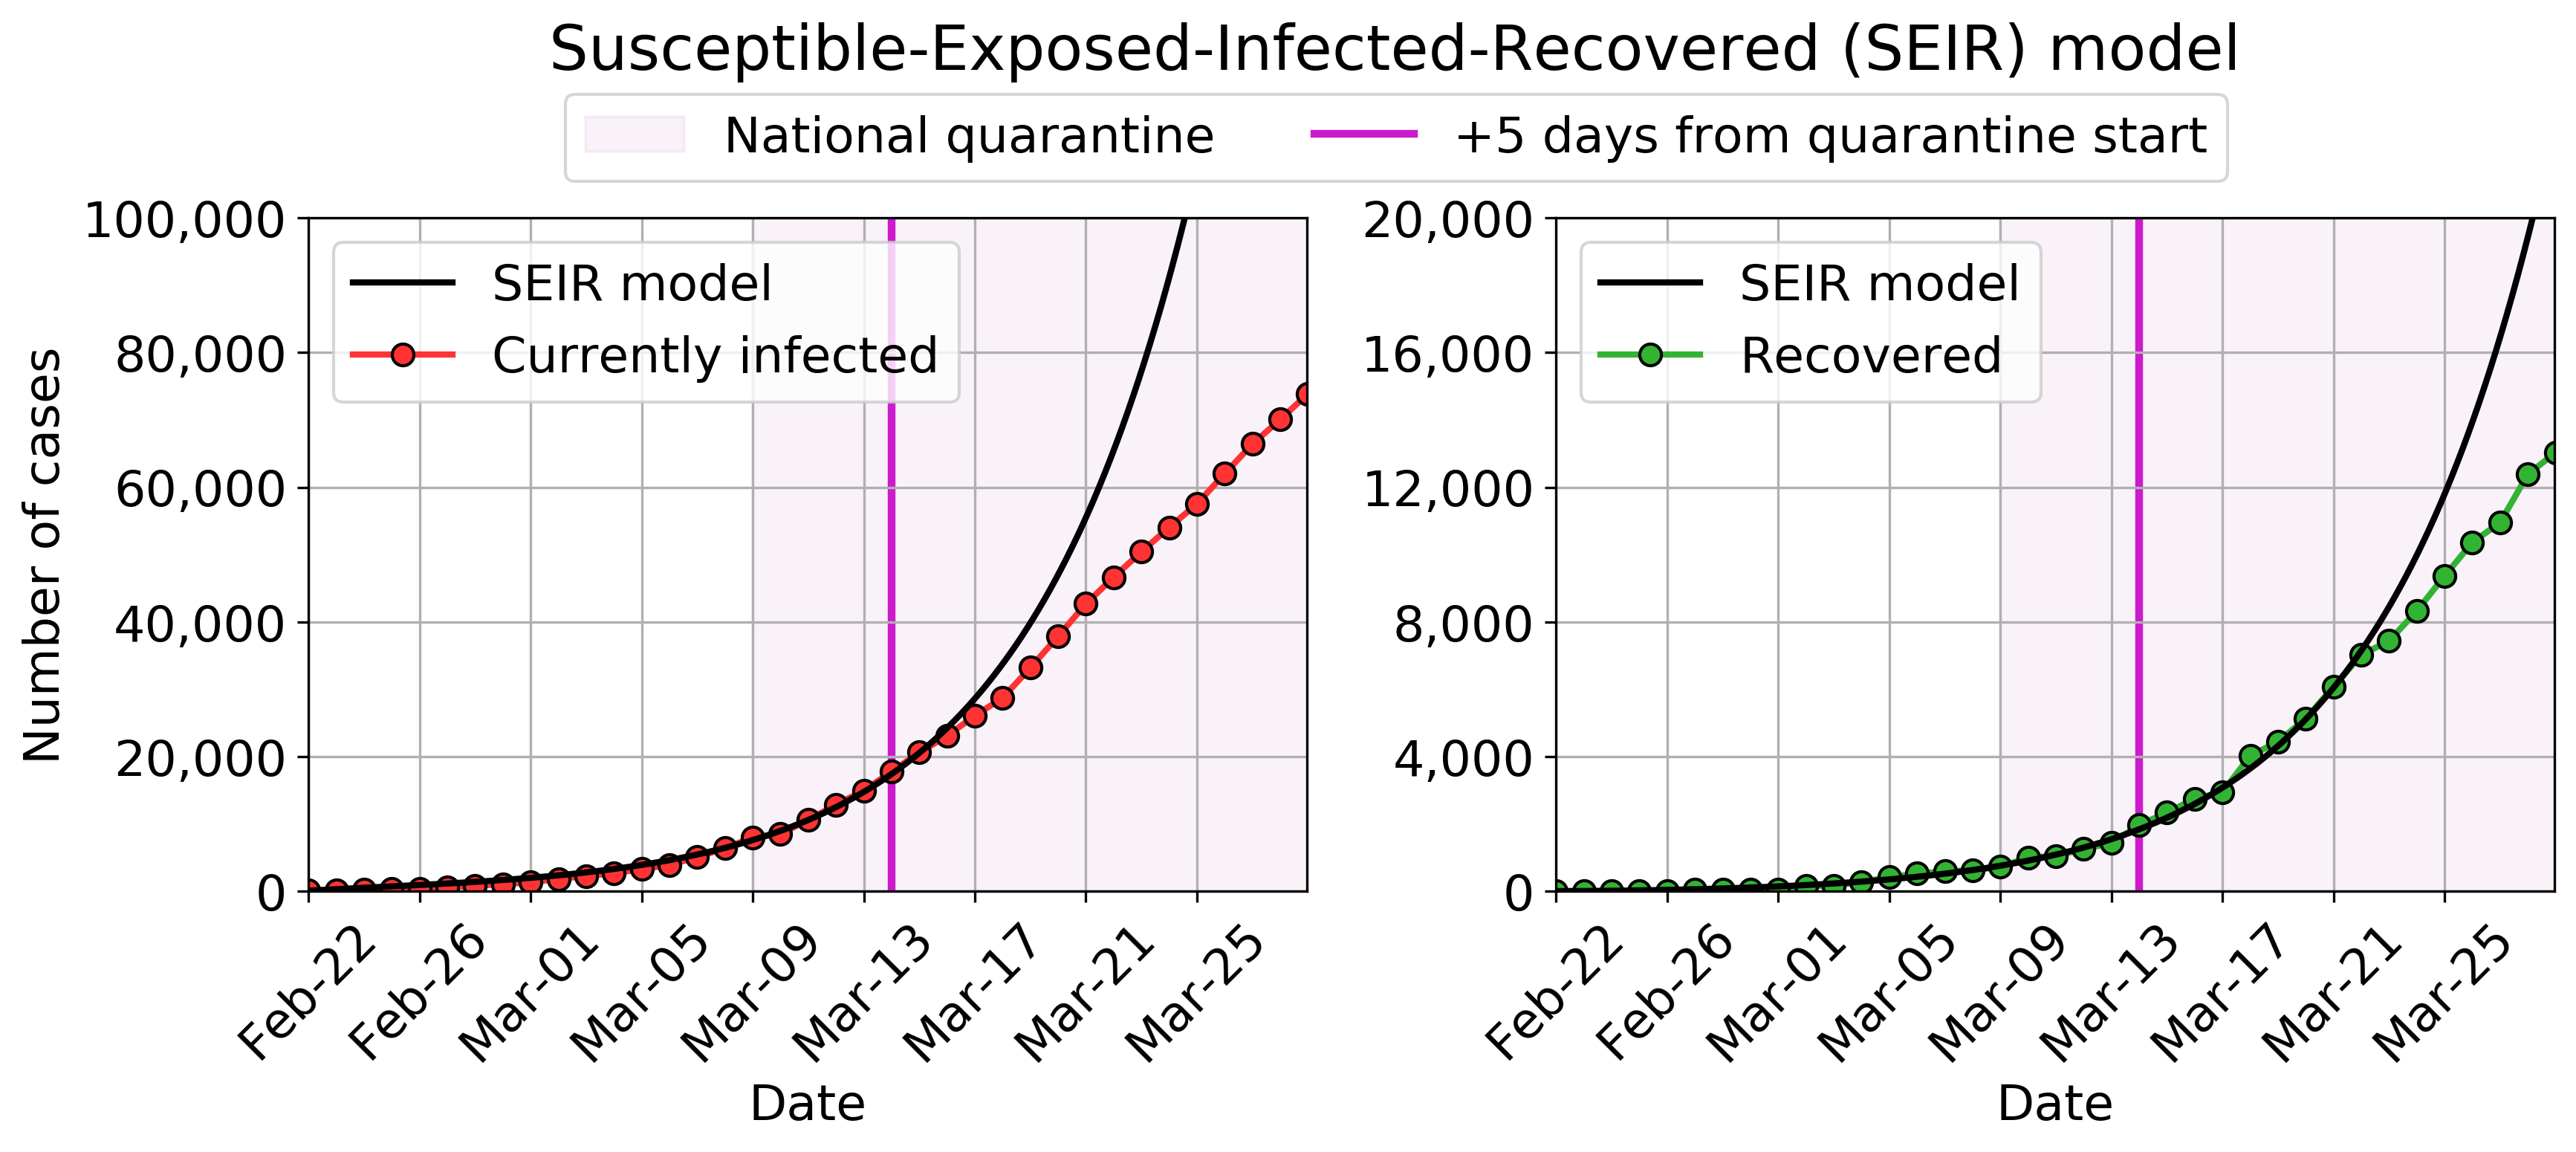 Susceptible-Exposed-Infected-Recovered (SEIR) model
National quarantine
+5 days from quarantine start
100,000
80,000
60,000
40,000
20,000
0
Number of cases
SEIR model
Currently infected
Feb-22
Feb-26
Mar-01
Mar-05
Mar-09
Mar-13
Mar-17
Mar-21
Mar-25
Date
20,000
16,000
12,000
8,000
4,000
0
SEIR model
Recovered
Feb-22
Feb-26
Mar-01
Mar-05
Mar-09
Mar-13
Mar-17
Mar-21
Mar-25
Date